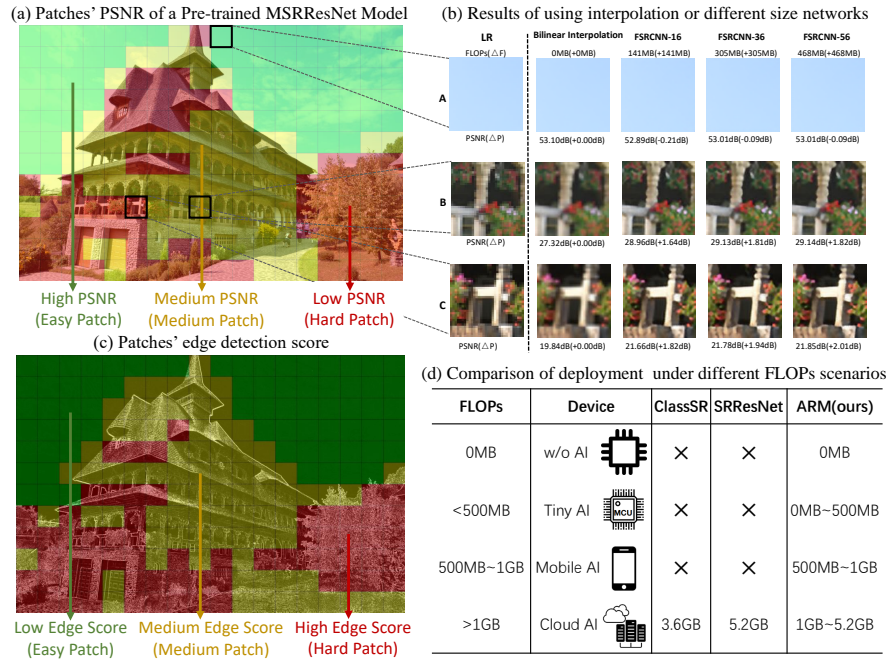 (a) Patches' PSNR of a Pre-trained MSRResNet Model
High PSNR
(Easy Patch)
Medium PSNR
(Medium Patch)
Low PSNR
(Hard Patch)
(b) Results of using interpolation or different size networks
LR Bilinear Interpolation FSRCNN-16 FSRCNN-36 FSRCNN-56
FLOPs(△F) 0MB(+0MB) 141MB(+141MB) 305MB(+305MB) 468MB(+468MB)
A
PSNR(△P) 53.10dB(+0.00dB) 52.89dB(-0.21dB) 53.01dB(-0.09dB) 53.01dB(-0.09dB)
B
PSNR(△P) 27.32dB(+0.00dB) 28.96dB(+1.64dB) 29.13dB(+1.81dB) 29.14dB(+1.82dB)
C
PSNR(△P) 19.84dB(+0.00dB) 21.66dB(+1.82dB) 21.78dB(+1.94dB) 21.85dB(+2.01dB)
(c) Patches' edge detection score
Low Edge Score
(Easy Patch)
Medium Edge Score
(Medium Patch)
High Edge Score
(Hard Patch)
(d) Comparison of deployment under different FLOPs scenarios
FLOPs Device ClassSR SRResNet ARM(ours)
0MB w/o AI × × 0MB
<500MB Tiny AI MCU × × 0MB~500MB
500MB~1GB Mobile AI × × 500MB~1GB
>1GB Cloud AI 3.6GB 5.2GB 1GB~5.2GB